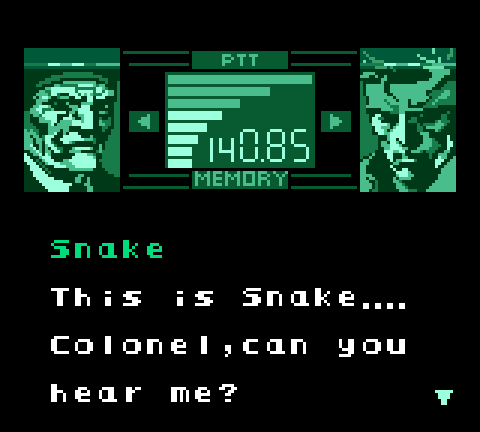 PTT
140.85
MEMORY
Snake
This is Snake....
Colonel,can you
hear me?